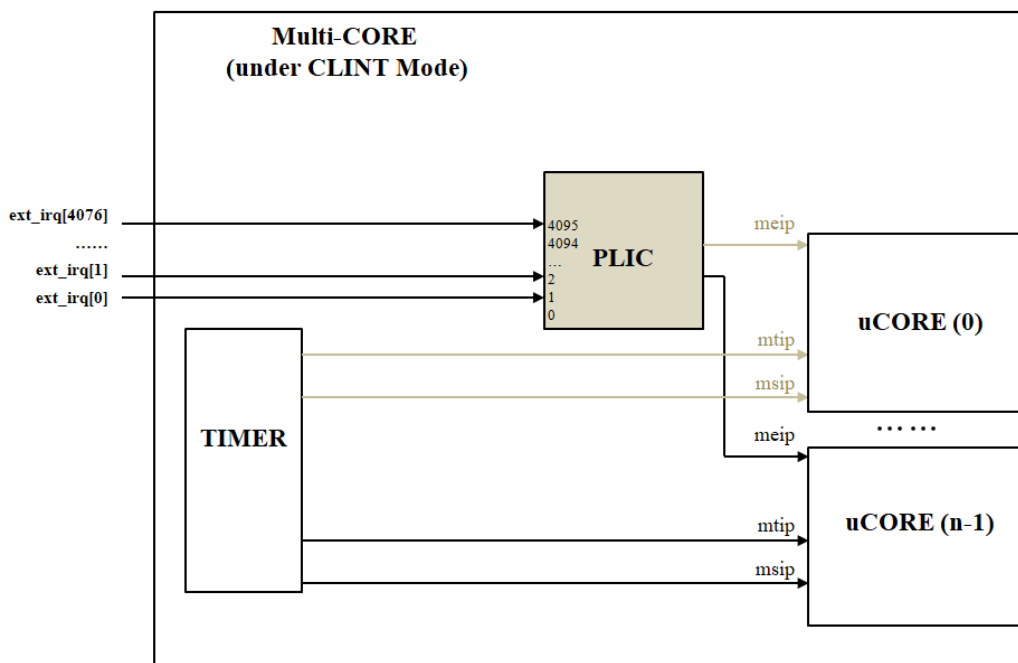 Multi-CORE
(under CLINT Mode)
ext_irq[4076]
......
ext_irq[1]
ext_irq[0]
4095
4094
...
2
1
0
PLIC
meip
uCORE (0)
mtip
msip
TIMER
... ...
meip
uCORE (n-1)
mtip
msip